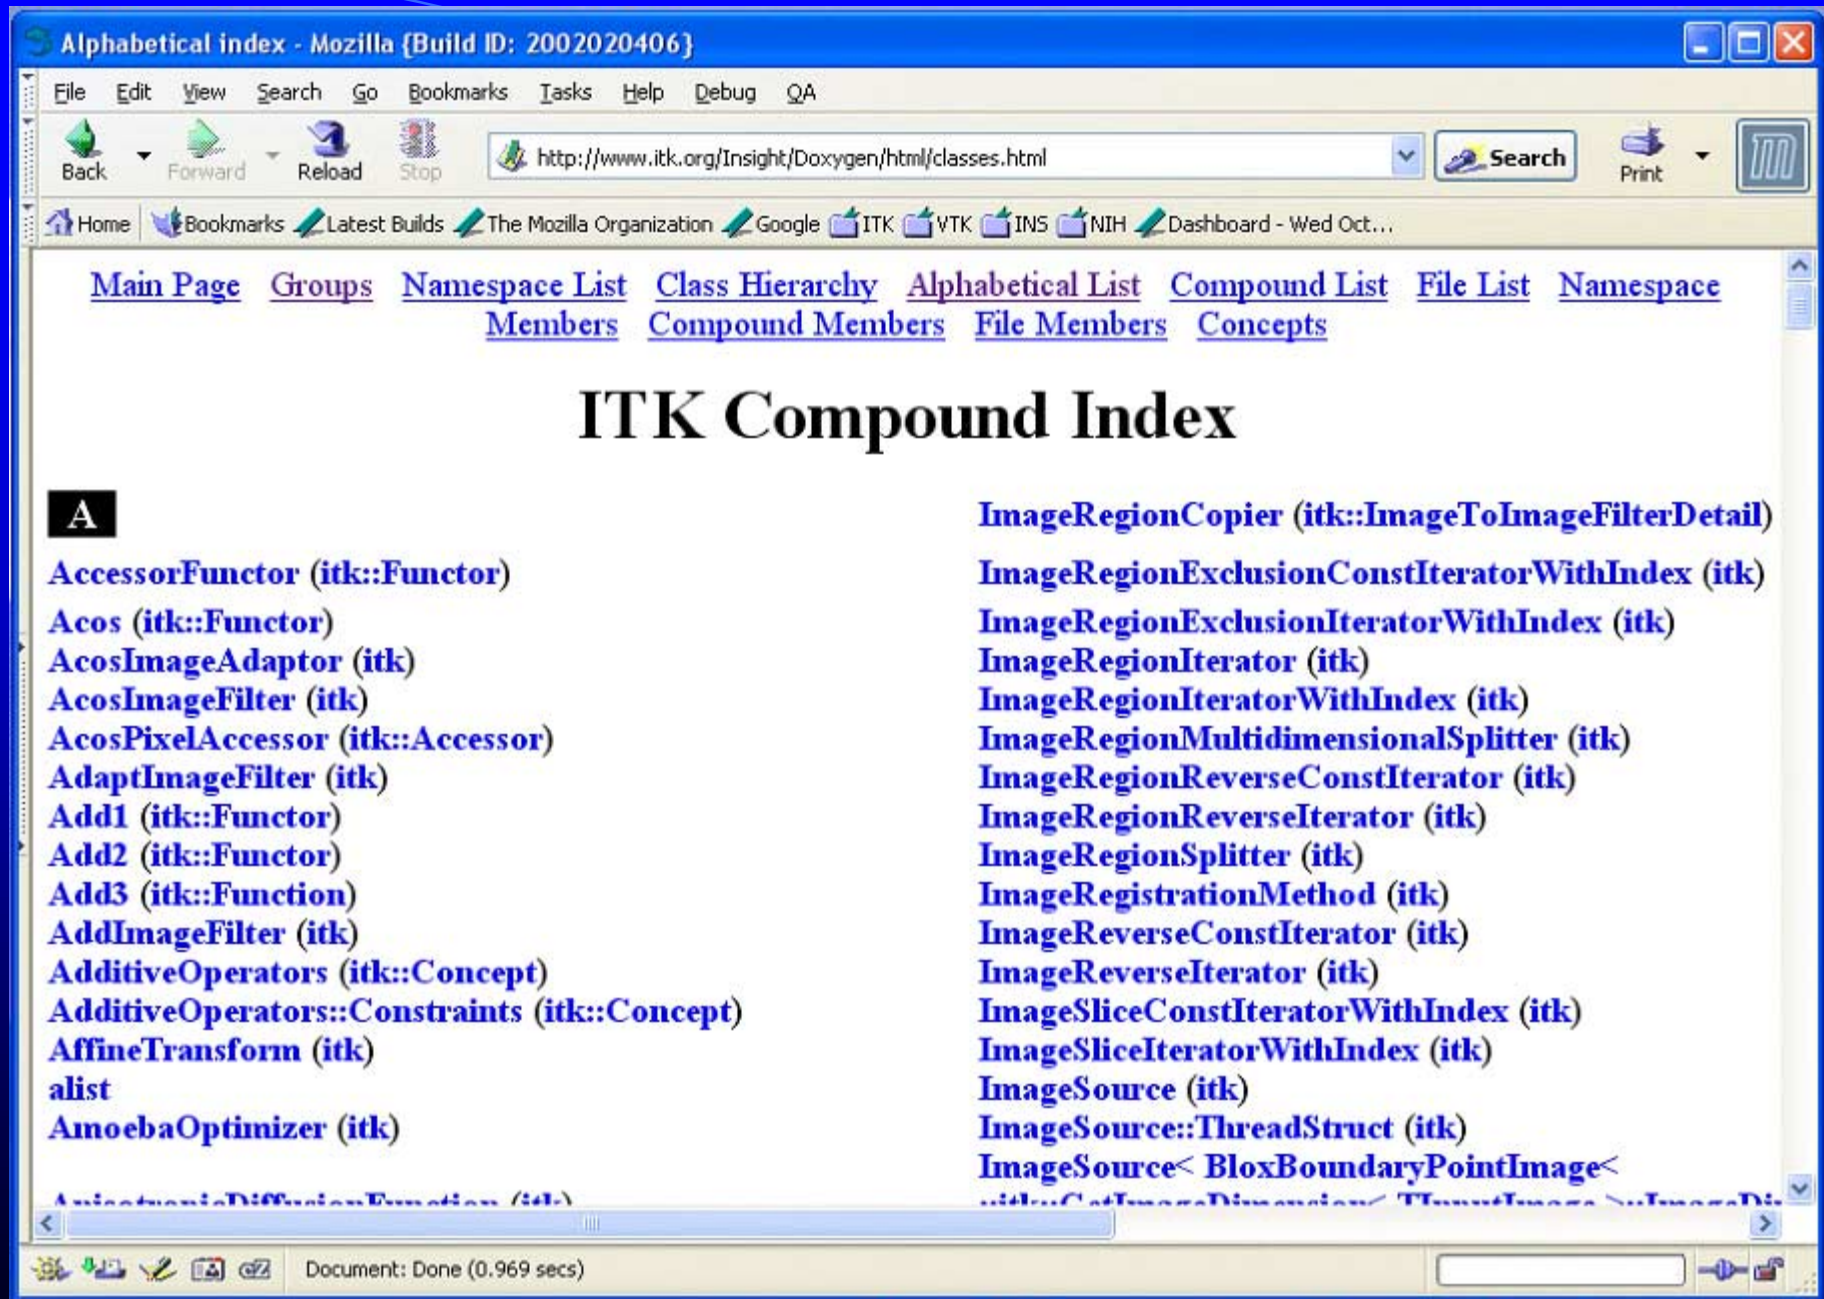 Alphabetical index - Mozilla {Build ID: 2002020406}
File Edit View Search Go Bookmarks Tasks Help Debug QA
Back Forward Reload Stop http://www.itk.org/Insight/Doxygen/html/classes.html Search Print
Home Bookmarks Latest Builds The Mozilla Organization Google ITK VTK INS NIH Dashboard - Wed Oct...
Main Page Groups Namespace List Class Hierarchy Alphabetical List Compound List File List Namespace
Members Compound Members File Members Concepts
ITK Compound Index
A
AccessorFunctor (itk::Functor)
Acos (itk::Functor)
AcosImageAdaptor (itk)
AcosImageFilter (itk)
AcosPixelAccessor (itk::Accessor)
AdaptImageFilter (itk)
Add1 (itk::Functor)
Add2 (itk::Functor)
Add3 (itk::Function)
AddImageFilter (itk)
AdditiveOperators (itk::Concept)
AdditiveOperators::Constraints (itk::Concept)
AffineTransform (itk)
alist
AmoebaOptimizer (itk)
AnisotropicDiffusionFunction (itk)
ImageRegionCopier (itk::ImageToImageFilterDetail)
ImageRegionExclusionConstIteratorWithIndex (itk)
ImageRegionExclusionIteratorWithIndex (itk)
ImageRegionIterator (itk)
ImageRegionIteratorWithIndex (itk)
ImageRegionMultidimensionalSplitter (itk)
ImageRegionReverseConstIterator (itk)
ImageRegionReverseIterator (itk)
ImageRegionSplitter (itk)
ImageRegistrationMethod (itk)
ImageReverseConstIterator (itk)
ImageReverseIterator (itk)
ImageSliceConstIteratorWithIndex (itk)
ImageSliceIteratorWithIndex (itk)
ImageSource (itk)
ImageSource::ThreadStruct (itk)
ImageSource< BloxBoundaryPointImage<
::itk::GetImageDimension< TInputImage >::ImageDi
Document: Done (0.969 secs)